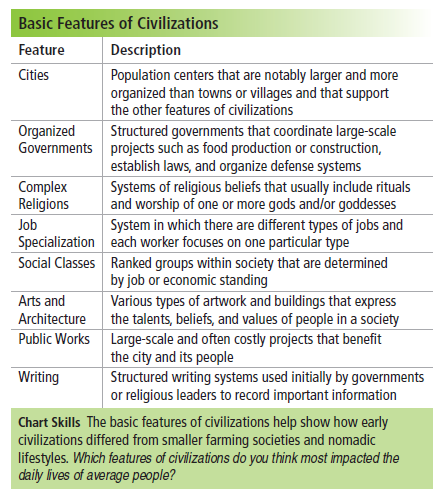 Basic Features of Civilizations
Feature Description
Cities Population centers that are notably larger and more
organized than towns or villages and that support
the other features of civilizations
Organized Structured governments that coordinate large-scale
Governments projects such as food production or construction,
establish laws, and organize defense systems
Complex Systems of religious beliefs that usually include rituals
Religions and worship of one or more gods and/or goddesses
Job System in which there are different types of jobs and
Specialization each worker focuses on one particular type
Social Classes Ranked groups within society that are determined
by job or economic standing
Arts and Various types of artwork and buildings that express
Architecture the talents, beliefs, and values of people in a society
Public Works Large-scale and often costly projects that benefit
the city and its people
Writing Structured writing systems used initially by governments
or religious leaders to record important information
Chart Skills The basic features of civilizations help show how early
civilizations differed from smaller farming societies and nomadic
lifestyles. Which features of civilizations do you think most impacted the
daily lives of average people?